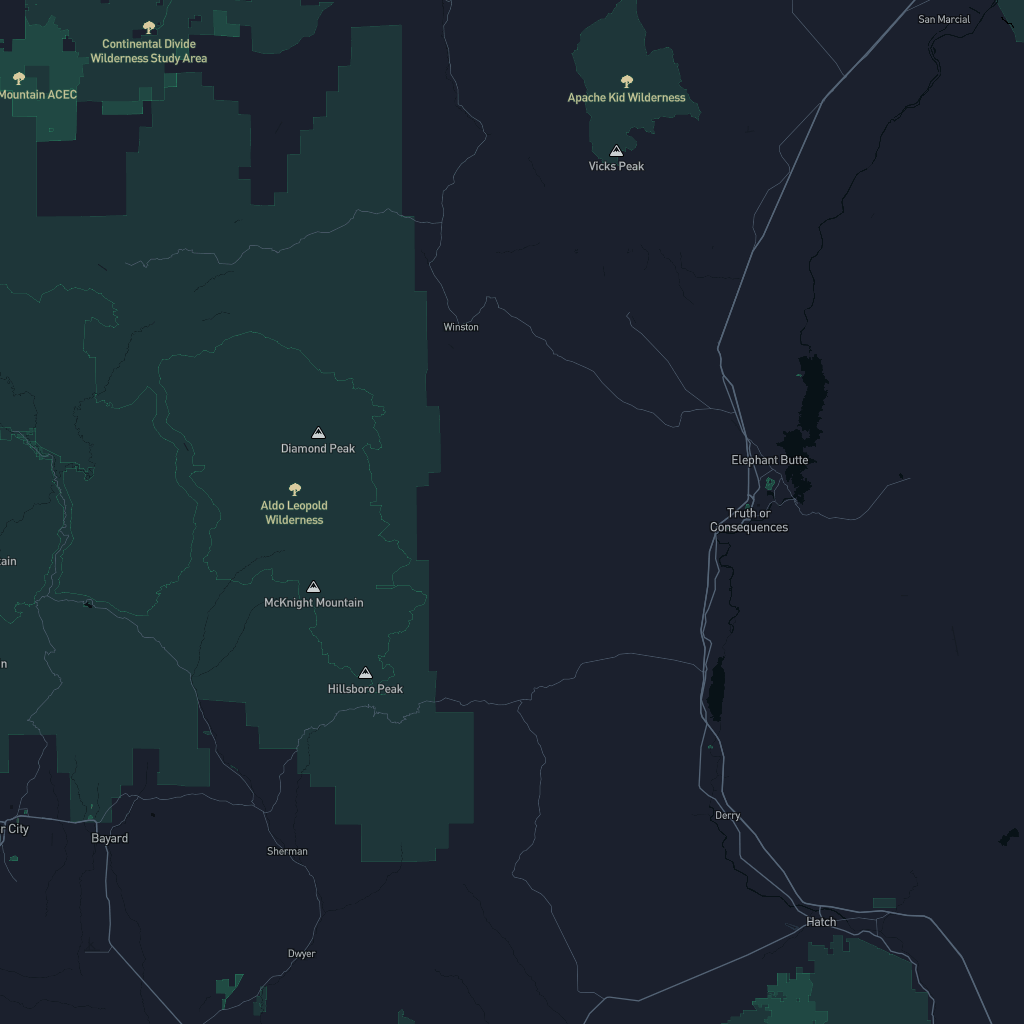 San Marcial
Continental Divide
Wilderness Study Area
Mountain ACEC
Apache Kid Wilderness
Vicks Peak
Winston
Diamond Peak
Elephant Butte
Aldo Leopold
Wilderness
Truth or
Consequences
tain
McKnight Mountain
n
Hillsboro Peak
Derry
r City
Bayard
Sherman
Hatch
Dwyer